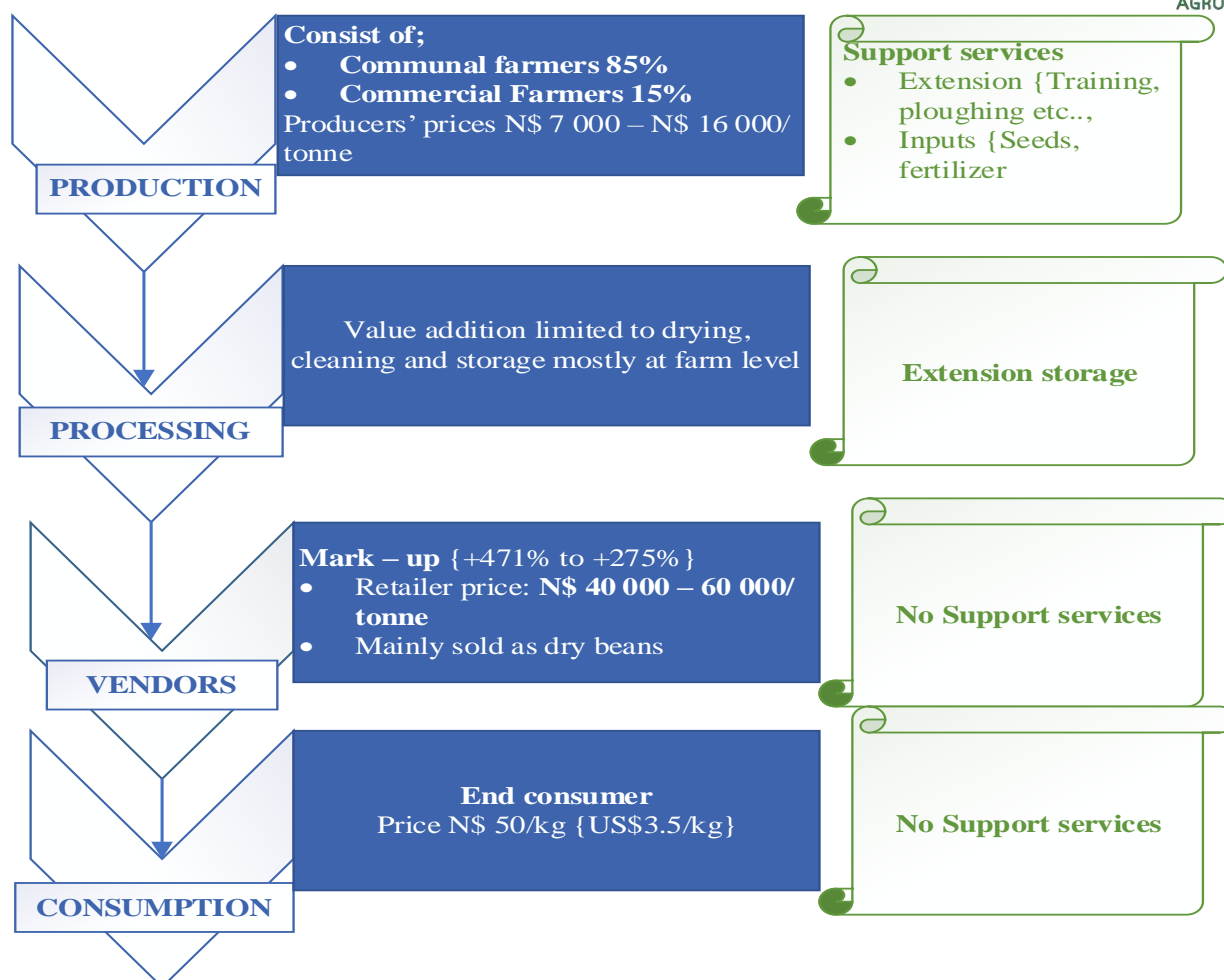 AGRO
Consist of;
• Communal farmers 85%
• Commercial Farmers 15%
Producers’ prices N$ 7 000 – N$ 16 000/
tonne
PRODUCTION
Support services
• Extension {Training,
ploughing etc..,
• Inputs {Seeds,
fertilizer
Value addition limited to drying,
cleaning and storage mostly at farm level
PROCESSING
Extension storage
Mark – up {+471% to +275%}
• Retailer price: N$ 40 000 – 60 000/
tonne
• Mainly sold as dry beans
VENDORS
No Support services
End consumer
Price N$ 50/kg {US$3.5/kg}
CONSUMPTION
No Support services